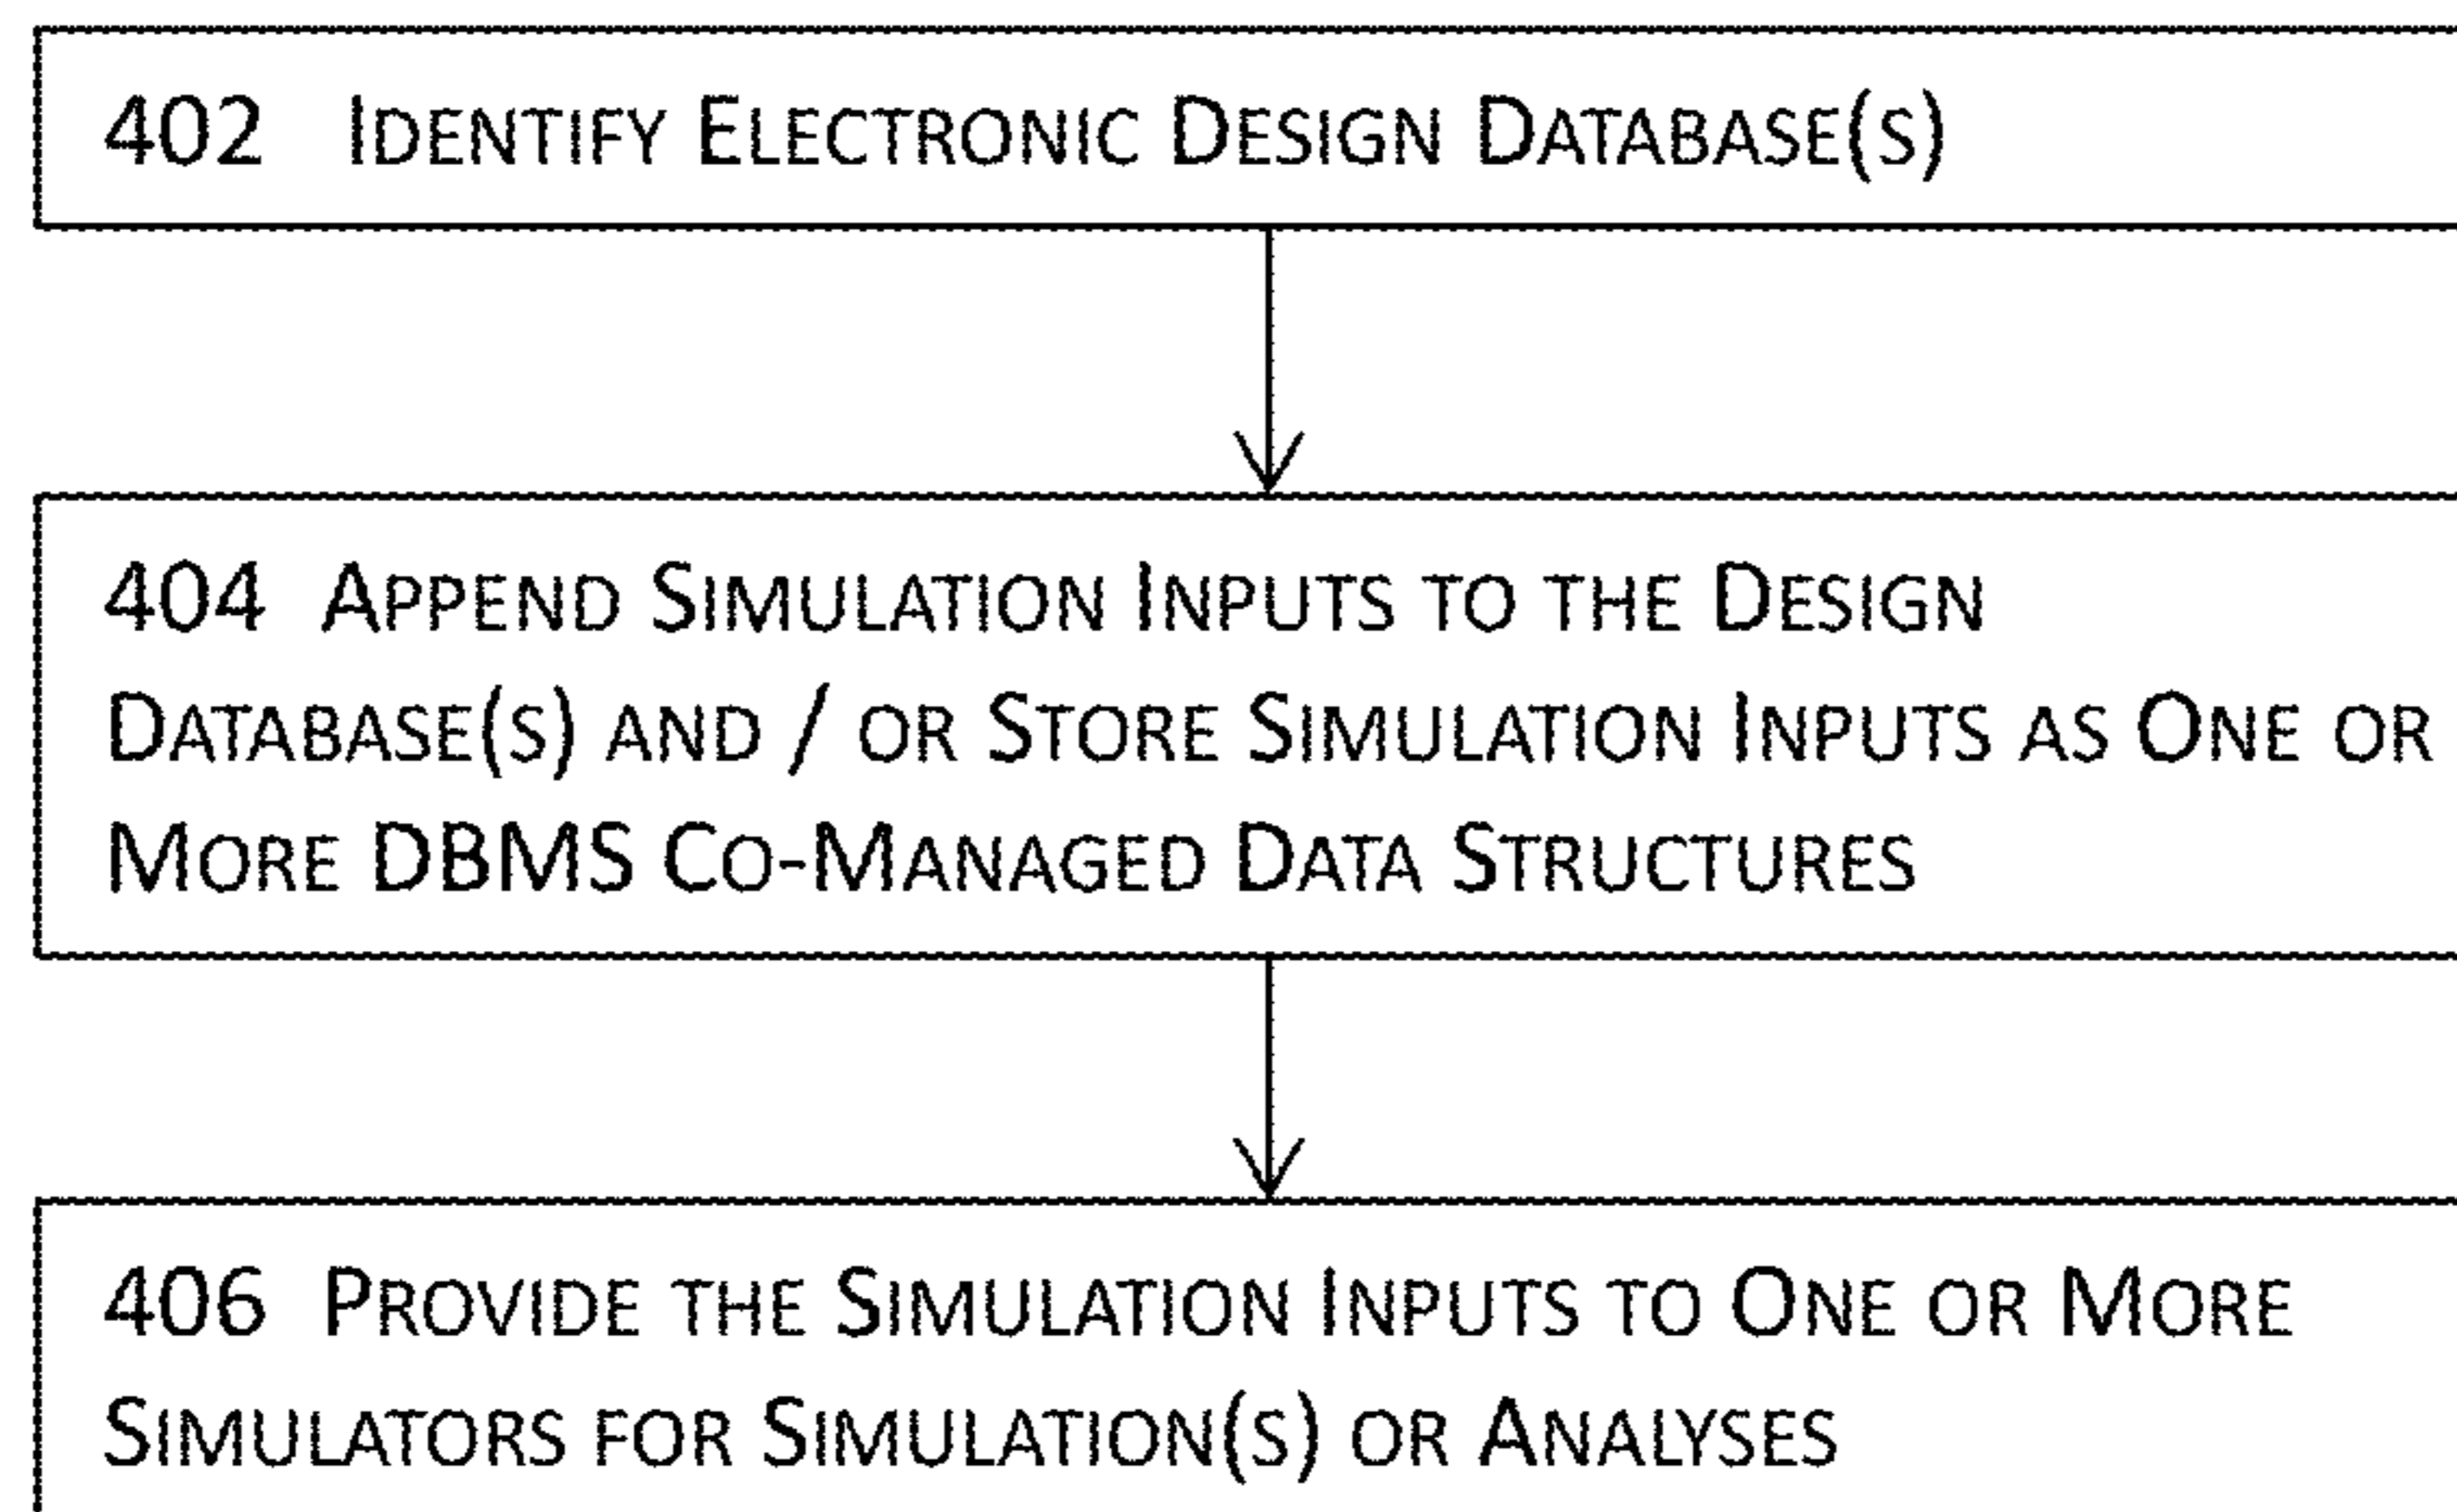 402 Identify Electronic Design Database(s)
404 Append Simulation Inputs to the Design
Database(s) and / or Store Simulation Inputs as One or
More DBMS Co-Managed Data Structures
406 Provide the Simulation Inputs to One or More
Simulators for Simulation(s) or Analyses